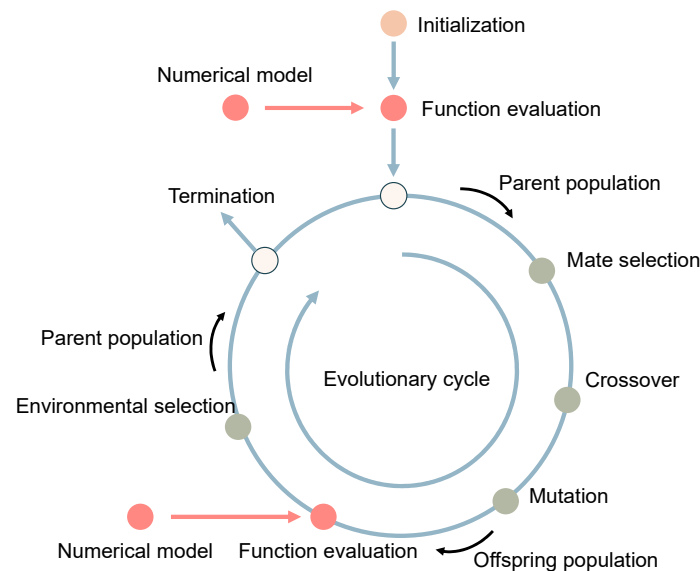 Initialization
Numerical model
Function evaluation
Parent population
Termination
Mate selection
Parent population
Evolutionary cycle
Crossover
Environmental selection
Mutation
Numerical model
Function evaluation
Offspring population